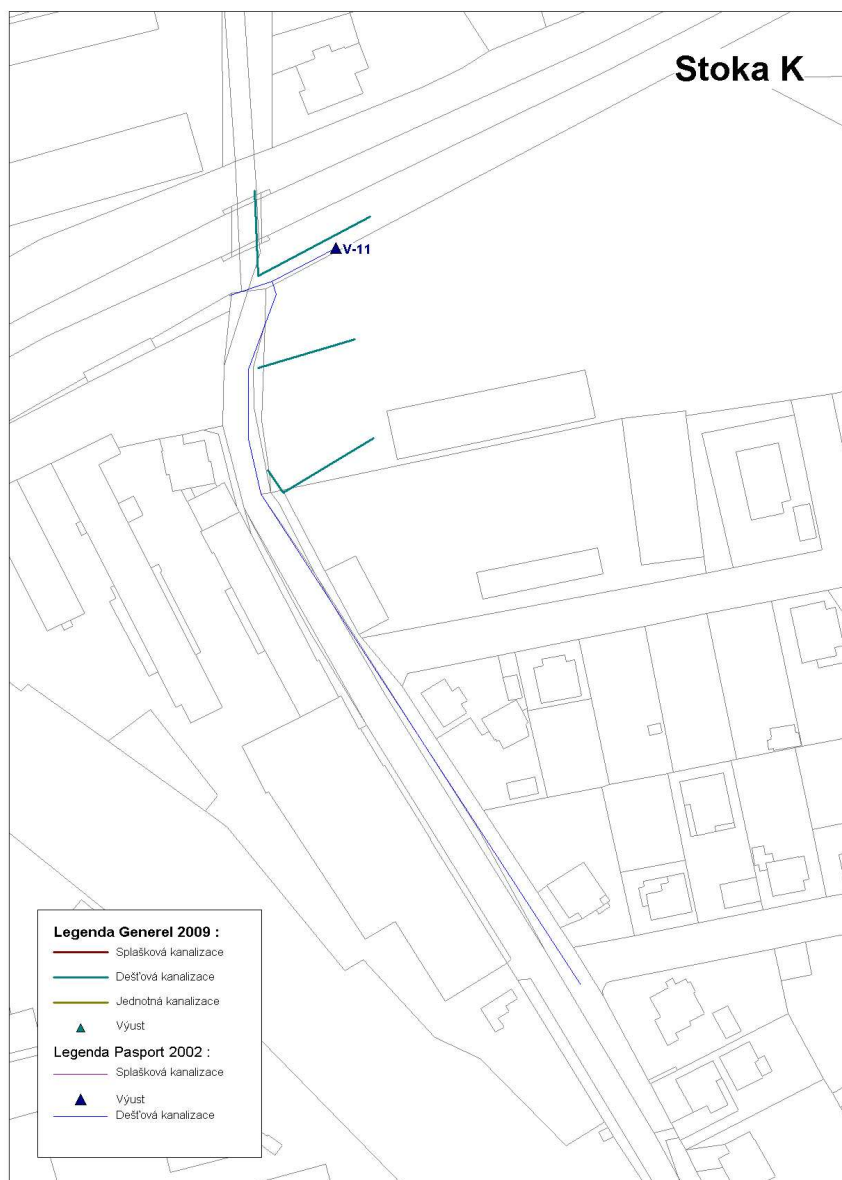 Stoka K
V-11
Legenda Generel 2009 :
Splašková kanalizace
Dešťová kanalizace
Jednotná kanalizace
Výust
Legenda Pasport 2002 :
Splašková kanalizace
Výust
Dešťová kanalizace